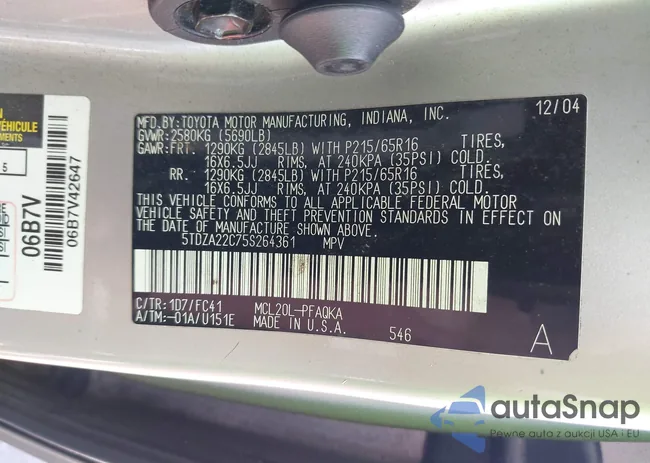 MFD.BY:TOYOTA MOTOR MANUFACTURING, INDIANA, INC. 12/04
GVWR:2580KG (5690LB)
GAWR:FRT. 1290KG (2845LB) WITH P215/65R16 TIRES,
16X6.5JJ RIMS, AT 240KPA (35PSI) COLD.
RR. 1290KG (2845LB) WITH P215/65R16 TIRES,
16X6.5JJ RIMS, AT 240KPA (35PSI) COLD.
THIS VEHICLE CONFORMS TO ALL APPLICABLE FEDERAL MOTOR
VEHICLE SAFETY AND THEFT PREVENTION STANDARDS IN EFFECT ON
THE DATE OF MANUFACTURE SHOWN ABOVE.
5TDZA22C75S264361 MPV
C/TR:1D7/FC41 MCL20L-PFAQKA
A/TM:-01A/U151E MADE IN U.S.A. 546 A
VÉHICULE
EMENTS
06B7V
06B7V42647
autaSnap
Pewne auta z aukcji USA i EU